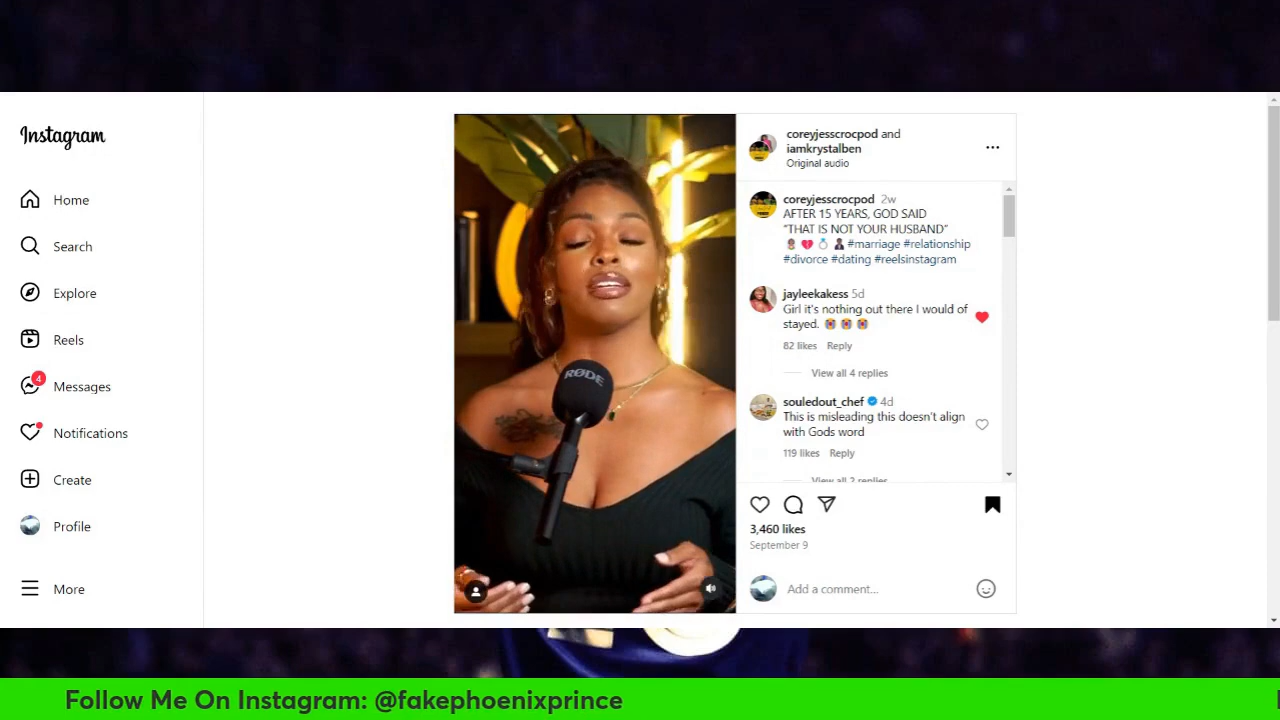 Instagram
Home
Search
Explore
Reels
4
Messages
Notifications
Create
Profile
More
RØDE
coreyjesscrocpod and
iamkrystalben
Original audio
coreyjesscrocpod 2w
AFTER 15 YEARS, GOD SAID
“THAT IS NOT YOUR HUSBAND”
#marriage #relationship
#divorce #dating #reelsinstagram
jayleekakess 5d
Girl it's nothing out there I would of
stayed.
82 likes Reply
View all 4 replies
souledout_chef 4d
This is misleading this doesn’t align
with Gods word
119 likes Reply
View all 2 replies
3,460 likes
September 9
Add a comment...
Follow Me On Instagram: @fakephoenixprince